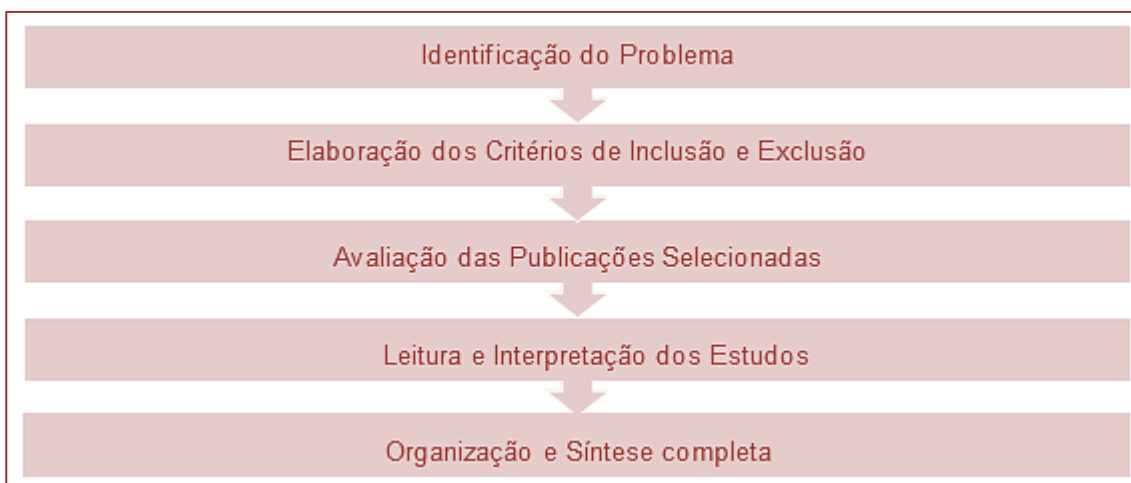 Identificação do Problema
Elaboração dos Critérios de Inclusão e Exclusão
Avaliação das Publicações Selecionadas
Leitura e Interpretação dos Estudos
Organização e Síntese completa